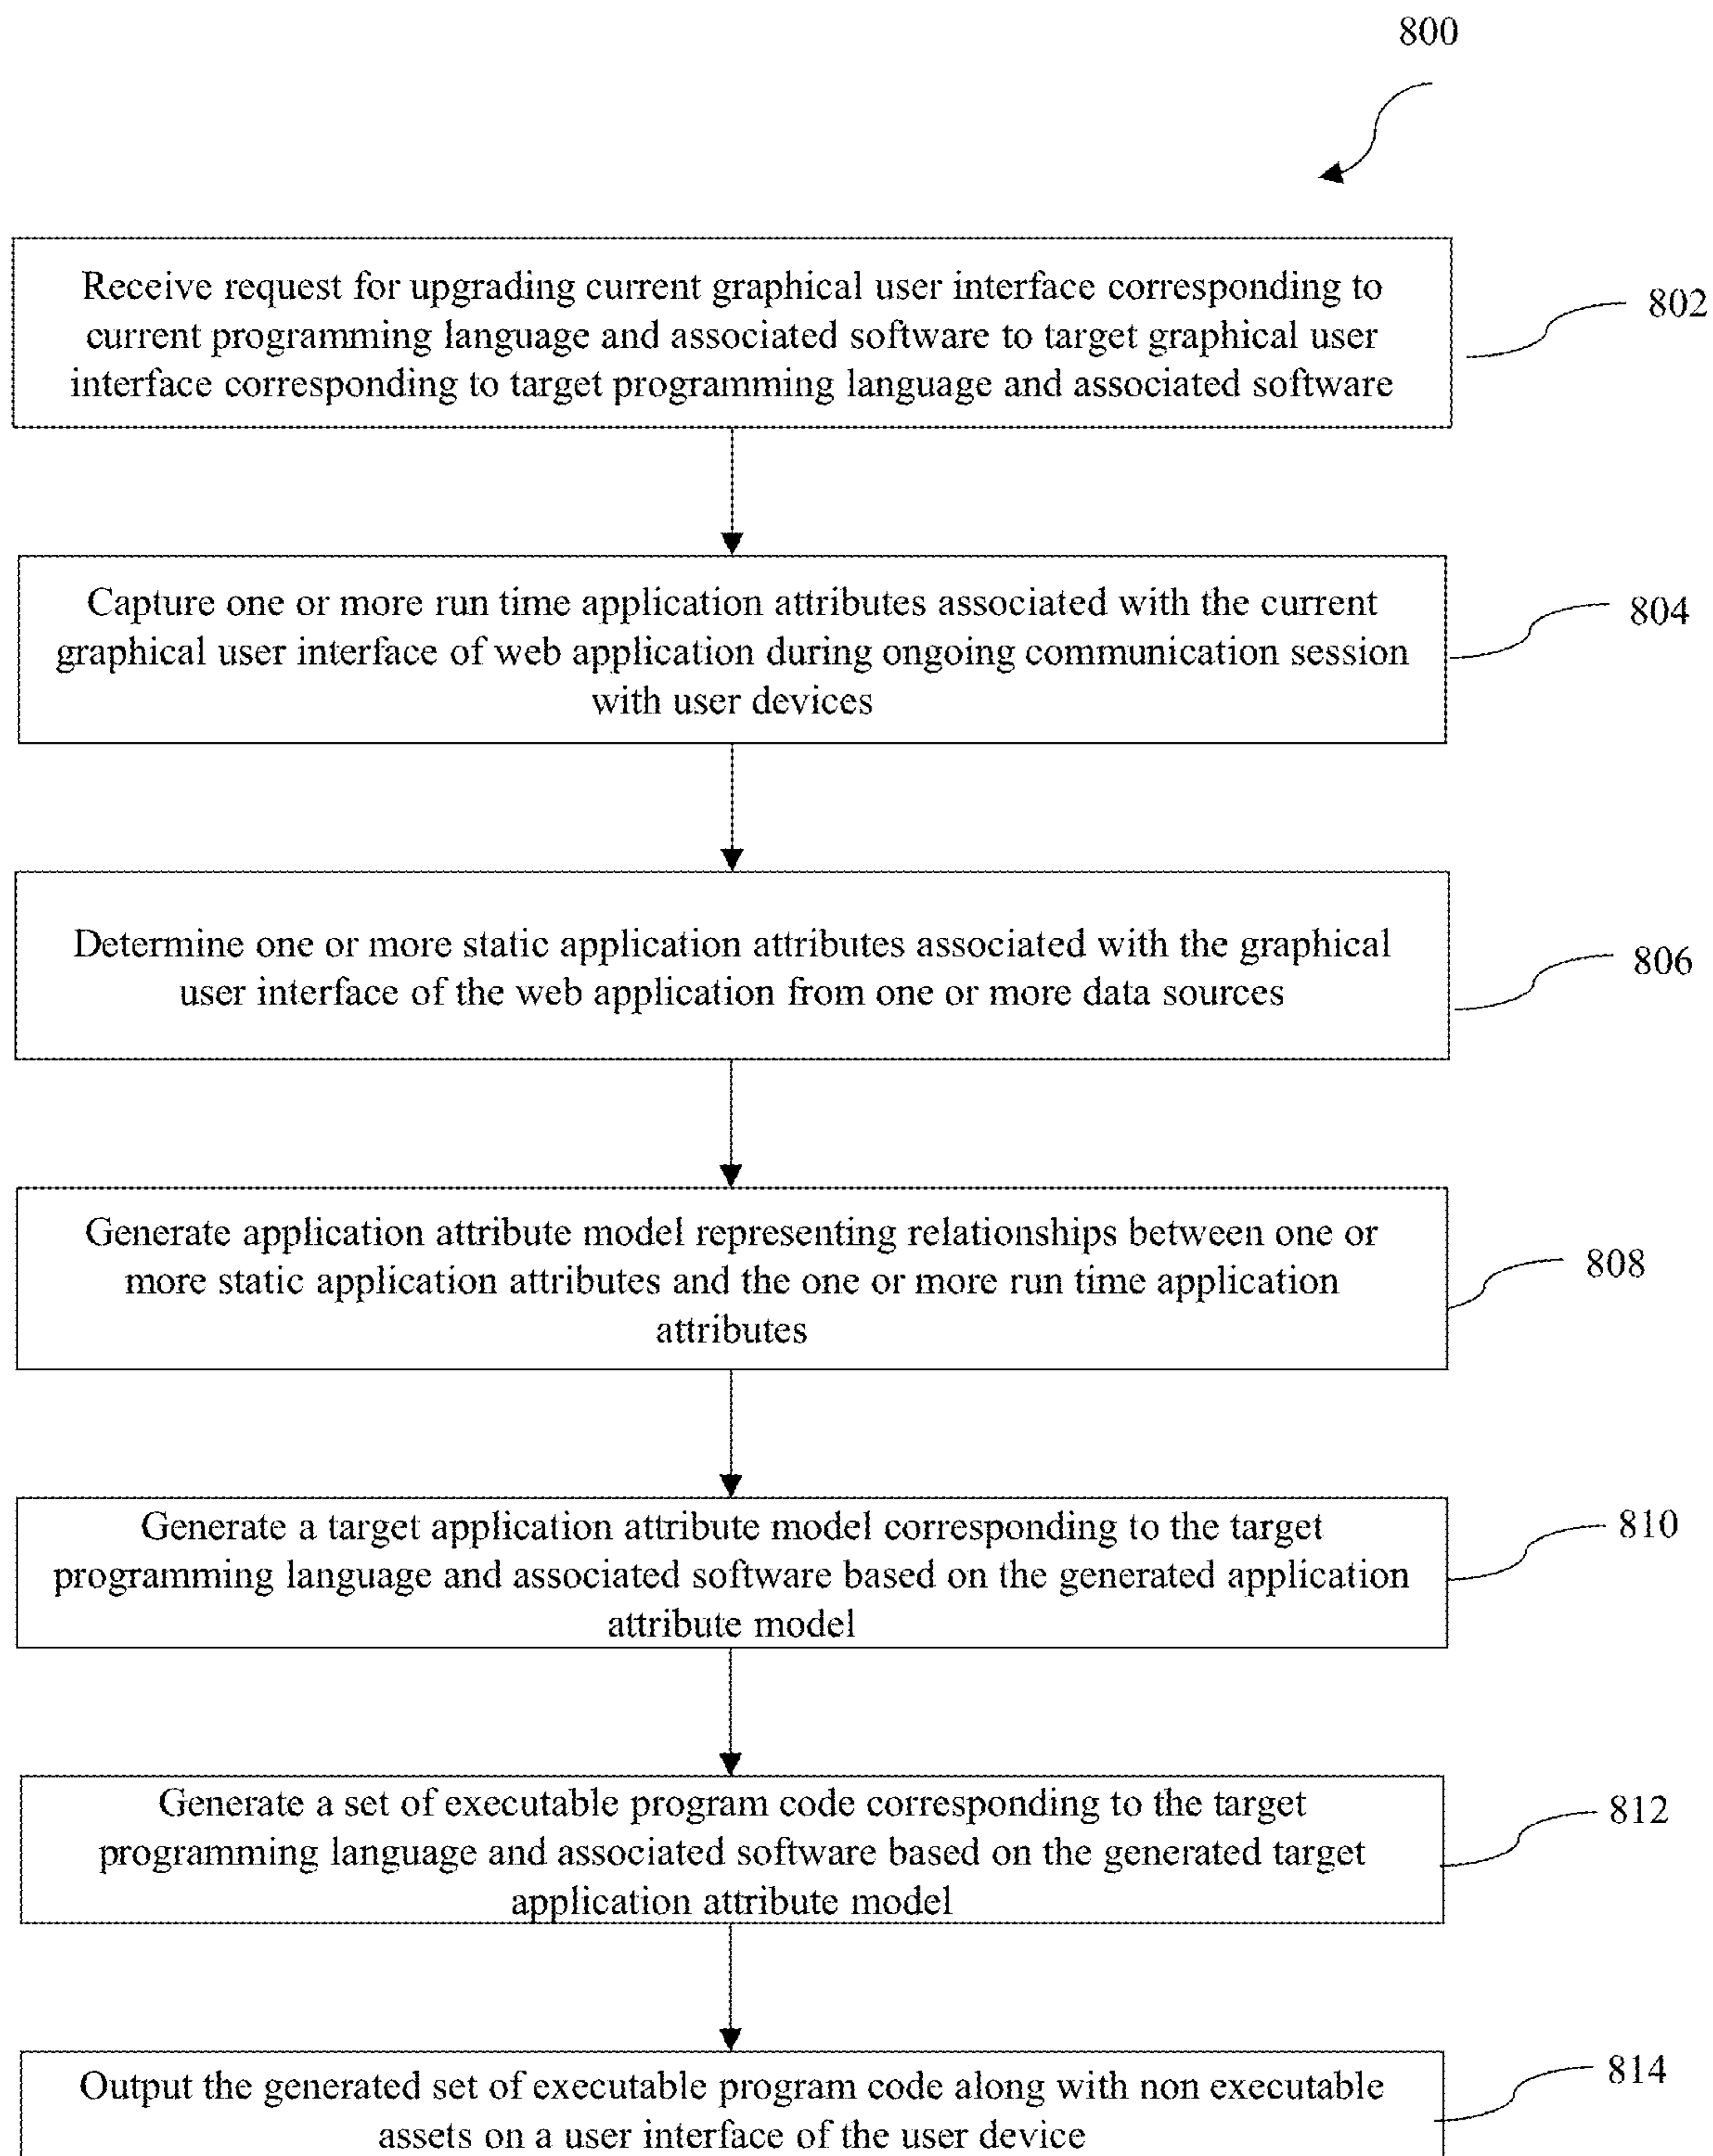 800
Receive request for upgrading current graphical user interface corresponding to
current programming language and associated software to target graphical user
interface corresponding to target programming language and associated software
802
Capture one or more run time application attributes associated with the current
graphical user interface of web application during ongoing communication session
with user devices
804
Determine one or more static application attributes associated with the graphical
user interface of the web application from one or more data sources
806
Generate application attribute model representing relationships between one or
more static application attributes and the one or more run time application
attributes
808
Generate a target application attribute model corresponding to the target
programming language and associated software based on the generated application
attribute model
810
Generate a set of executable program code corresponding to the target
programming language and associated software based on the generated target
application attribute model
812
Output the generated set of executable program code along with non executable
assets on a user interface of the user device
814